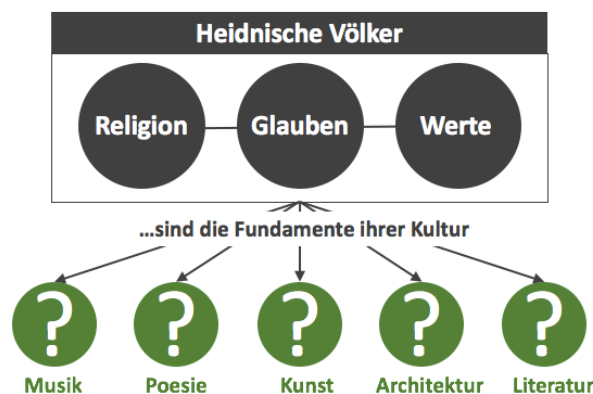 Heidnische Völker
Religion Glauben Werte
...sind die Fundamente ihrer Kultur
? ? ? ? ?
Musik Poesie Kunst Architektur Literatur